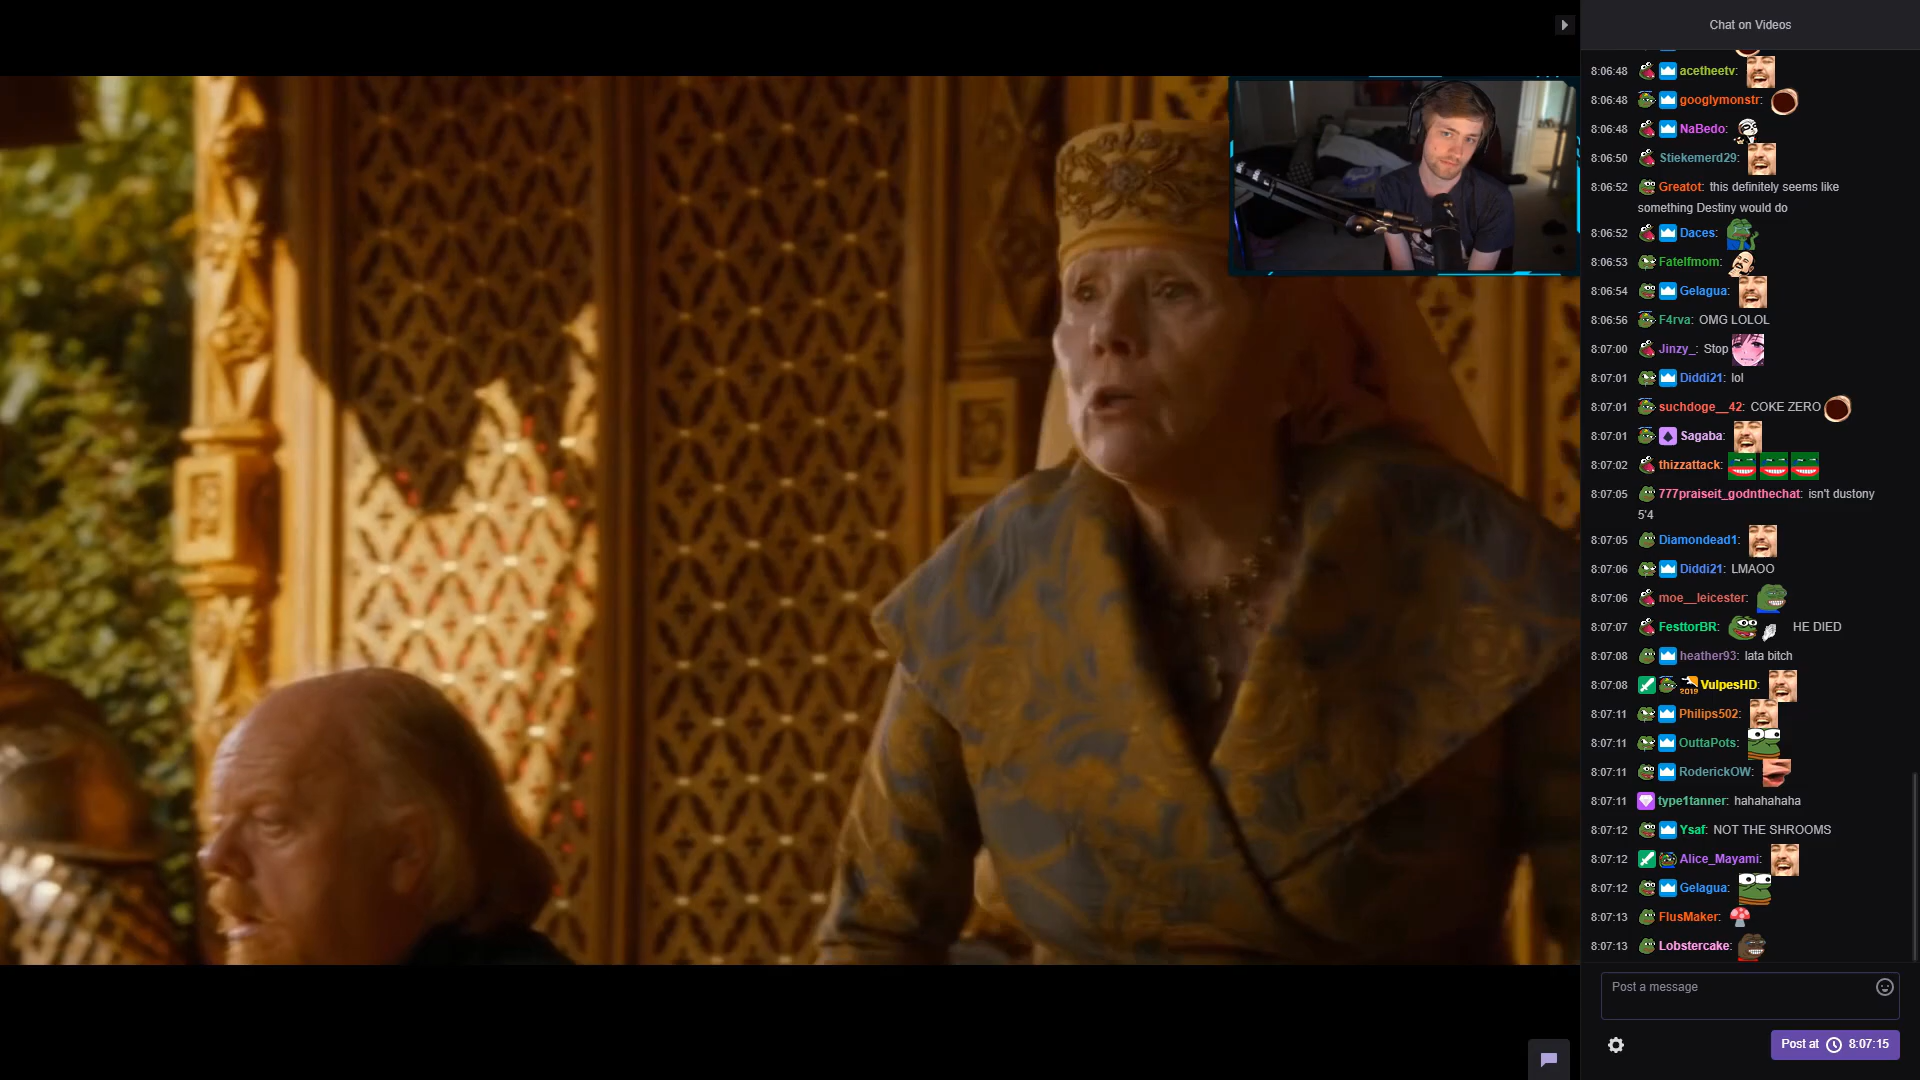 Chat on Videos
8:06:48 acetheetv:
8:06:48 googlymonstr:
8:06:48 NaBedo:
8:06:50 Stiekemerd29:
8:06:52 Greatot: this definitely seems like
something Destiny would do
8:06:52 Daces:
8:06:53 Fatelfmom:
8:06:54 Gelagua:
8:06:56 F4rva: OMG LOLOL
8:07:00 Jinzy_: Stop
8:07:01 Diddi21: lol
8:07:01 suchdoge__42: COKE ZERO
8:07:01 Sagaba:
8:07:02 thizzattack:
8:07:05 777praiseit_godnthechat: isn't dustony
5'4
8:07:05 Diamondead1:
8:07:06 Diddi21: LMAOO
8:07:06 moe__leicester:
8:07:07 FesttorBR: HE DIED
8:07:08 heather93: lata bitch
8:07:08 2019 VulpesHD:
8:07:11 Philips502:
8:07:11 OuttaPots:
8:07:11 RoderickOW:
8:07:11 type1tanner: hahahahaha
8:07:12 Ysaf: NOT THE SHROOMS
8:07:12 Alice_Mayami:
8:07:12 Gelagua:
8:07:13 FlusMaker:
8:07:13 Lobstercake:
Post a message
Post at 8:07:15